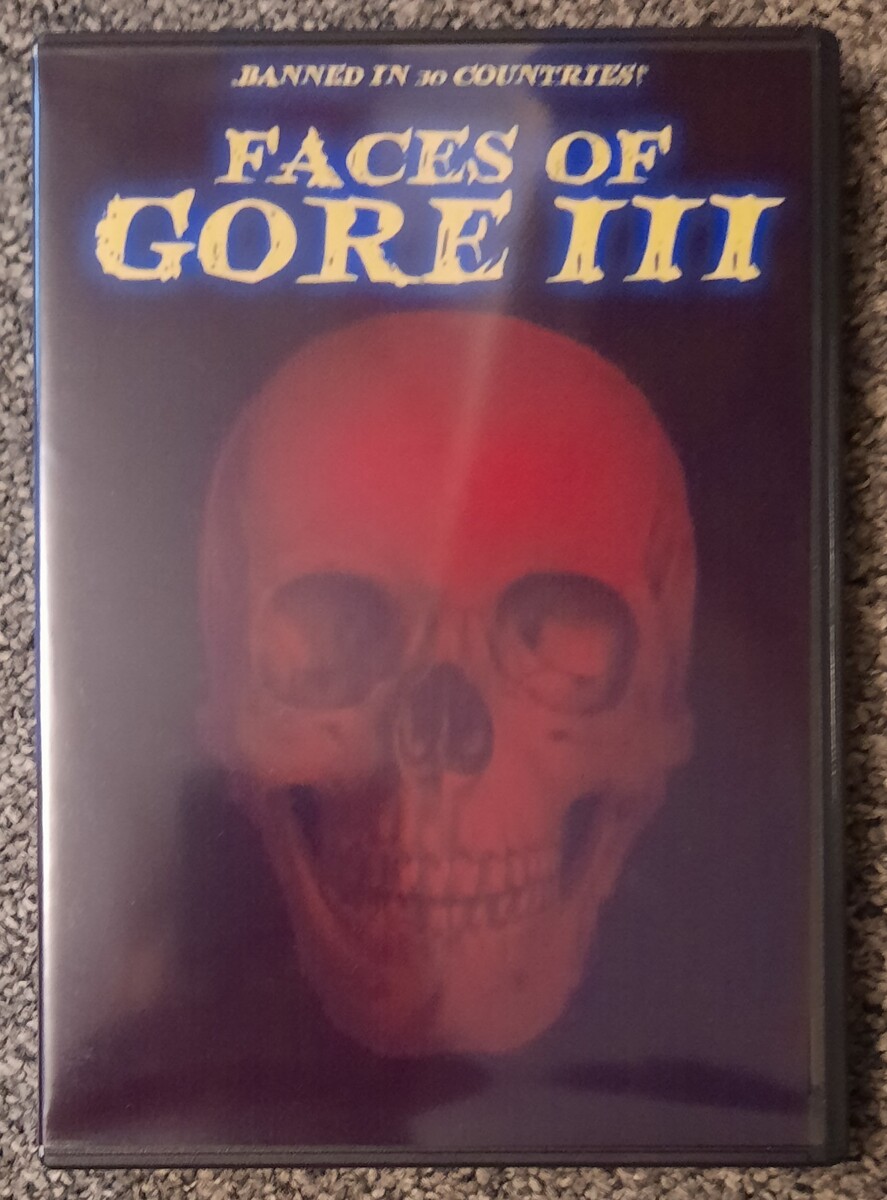 BANNED IN 30 COUNTRIES!
FACES OF
GORE III